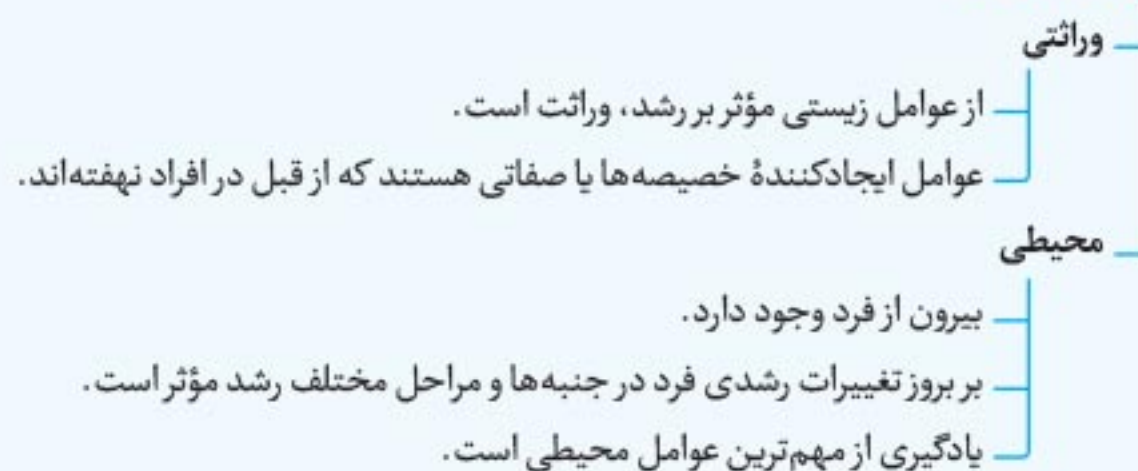 وراثتی
از عوامل زیستی مؤثر بر رشد، وراثت است.
عوامل ایجادکنندهٔ خصیصه‌ها یا صفاتی هستند که از قبل در افراد نهفته‌اند.
محیطی
بیرون از فرد وجود دارد.
بر بروز تغییرات رشدی فرد در جنبه‌ها و مراحل مختلف رشد مؤثر است.
یادگیری از مهم‌ترین عوامل محیطی است.